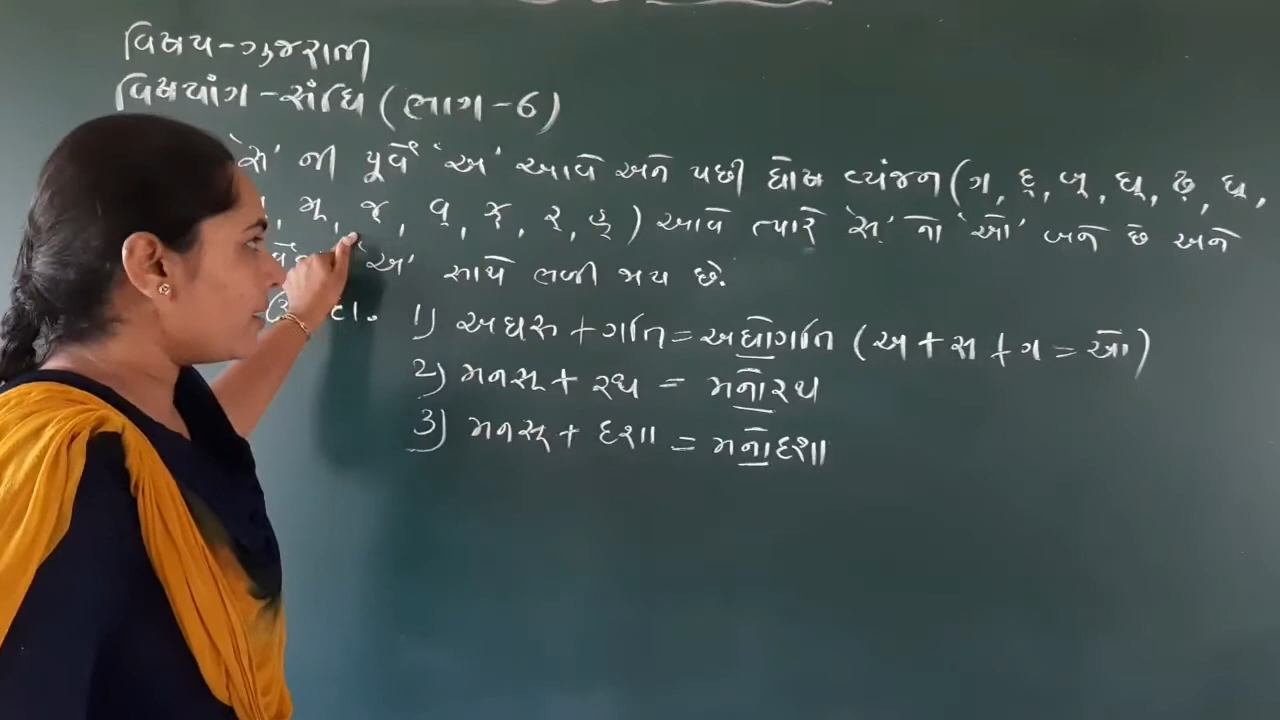 વિષય-ગુજરાતી
વિષયાંગ-સંધિ (ભાગ-6)
'સ' ની પૂર્વે 'અ' આવે અને પછી ઘોષ વ્યંજન (ગ, દ્, બ્, ઘ્, ઢ્, ધ્,
મ્, જ્, વ્, ઝ્, ર્, હ્) આવે ત્યારે 'સ્' નો 'ઓ' બને છે અને
'અ' સાથે ભળી જાય છે.
ઉ.દા. 1) અધસ + ગતિ = અધોગતિ (અ + સ + ગ = ઓ)
2) મનસ્ + રથ = મનોરથ
3) મનસ્ + દશા = મનોદશા